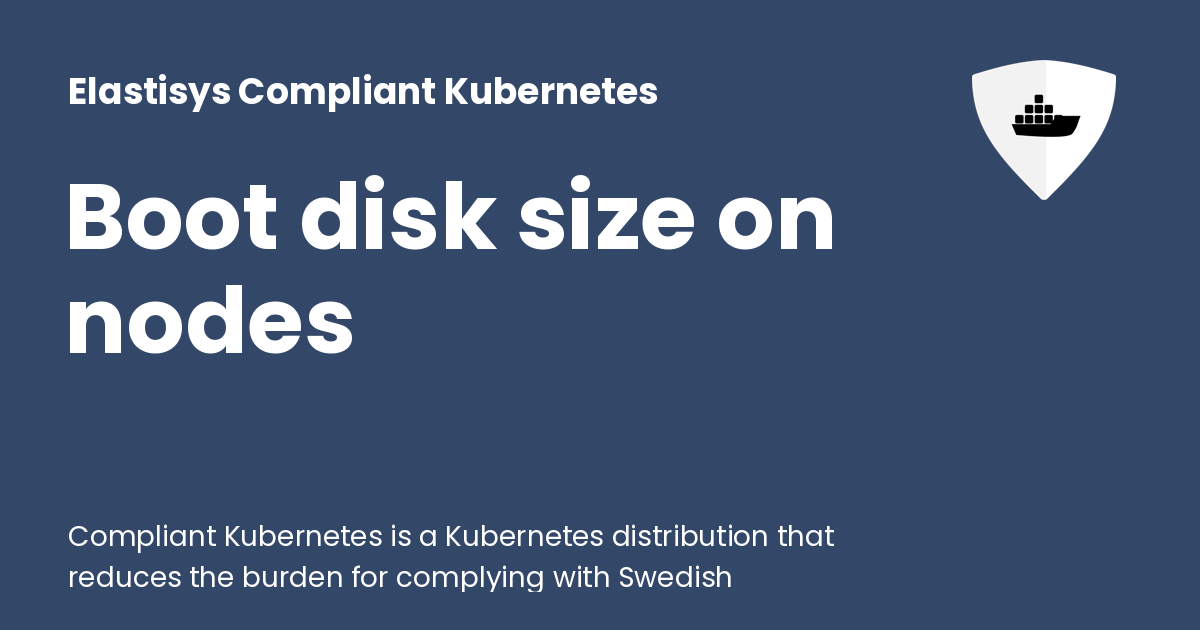 Elastisys Compliant Kubernetes
Boot disk size on
nodes
Compliant Kubernetes is a Kubernetes distribution that
reduces the burden for complying with Swedish